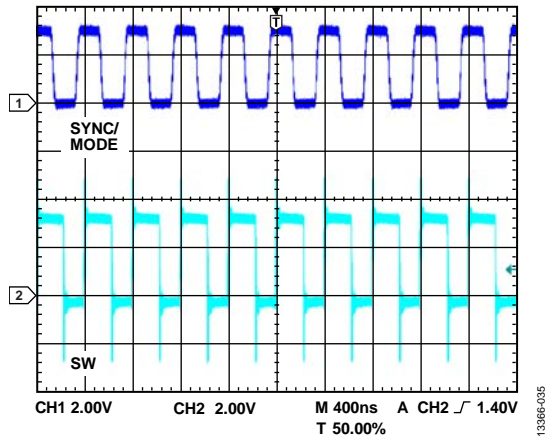 T
1
SYNC/
MODE
2
SW
CH1 2.00V CH2 2.00V M 400ns A CH2 1.40V
T 50.00%
13366-035